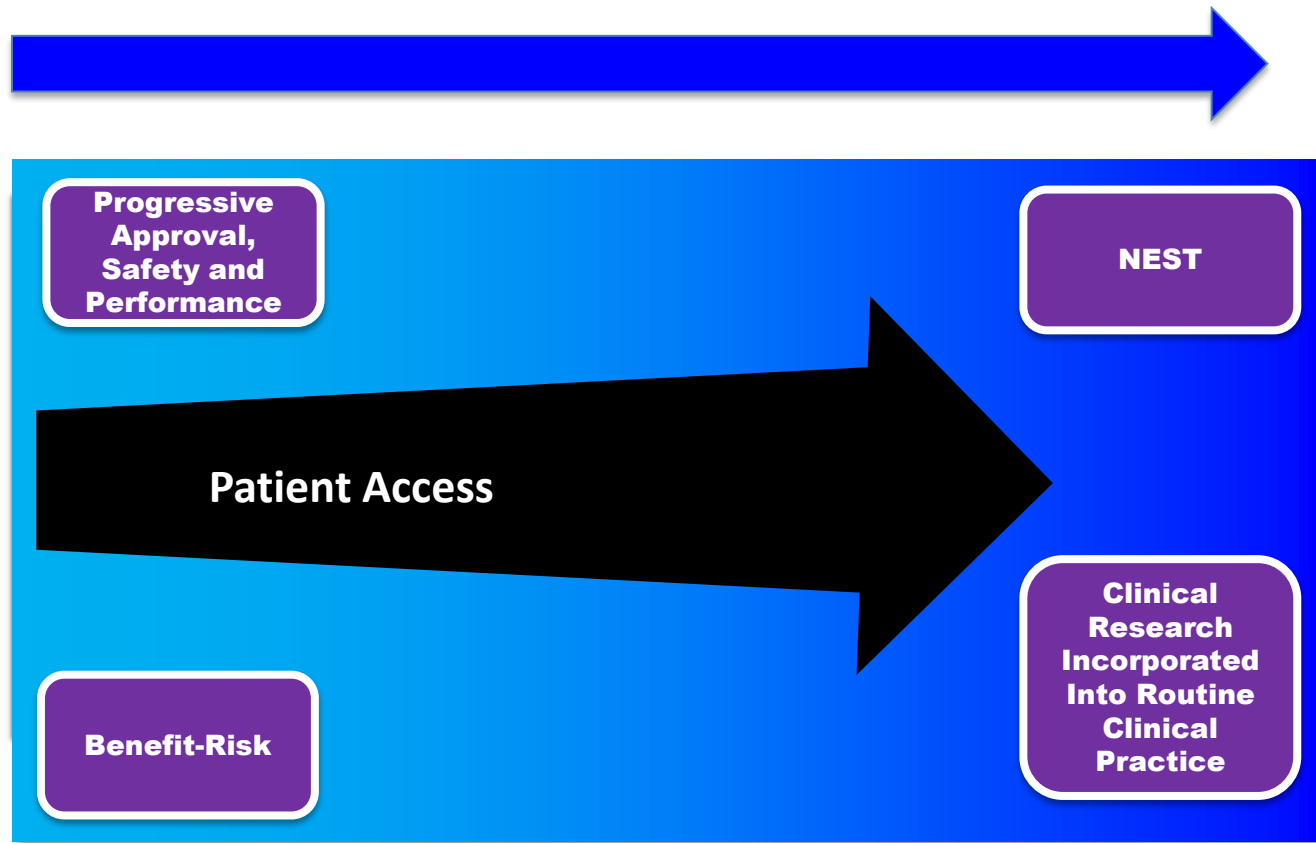 Progressive
Approval,
Safety and
Performance
NEST
Patient Access
Benefit-Risk
Clinical
Research
Incorporated
Into Routine
Clinical
Practice